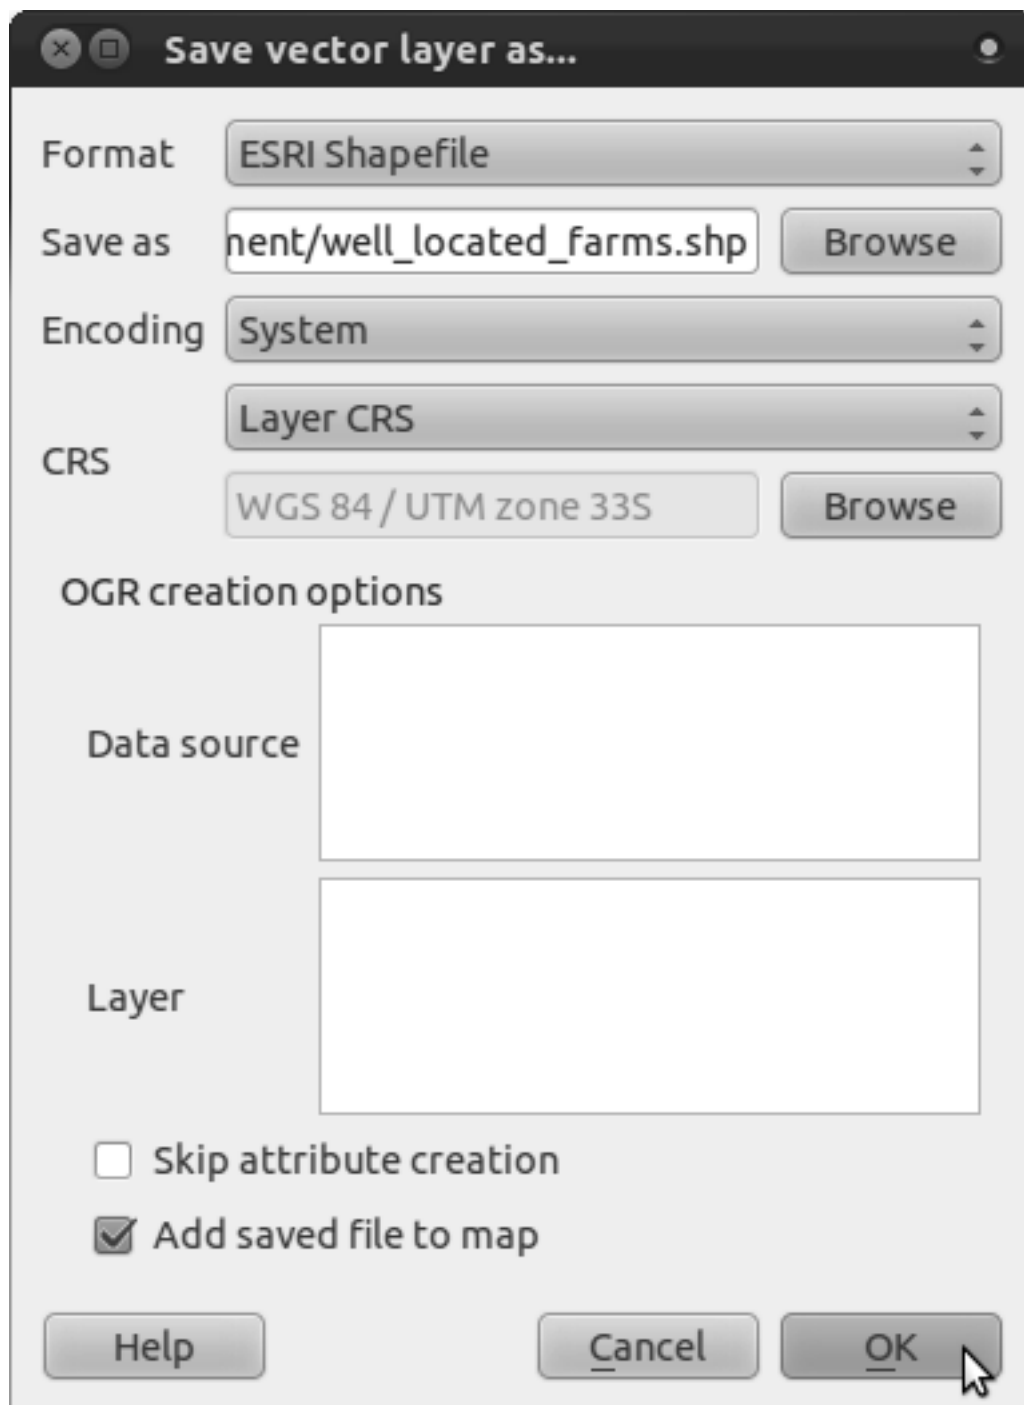 Save vector layer as...
Format ESRI Shapefile
Save as nent/well_located_farms.shp Browse
Encoding System
Layer CRS
CRS
WGS 84 / UTM zone 33S Browse
OGR creation options
Data source
Layer
Skip attribute creation
Add saved file to map
Help Cancel OK